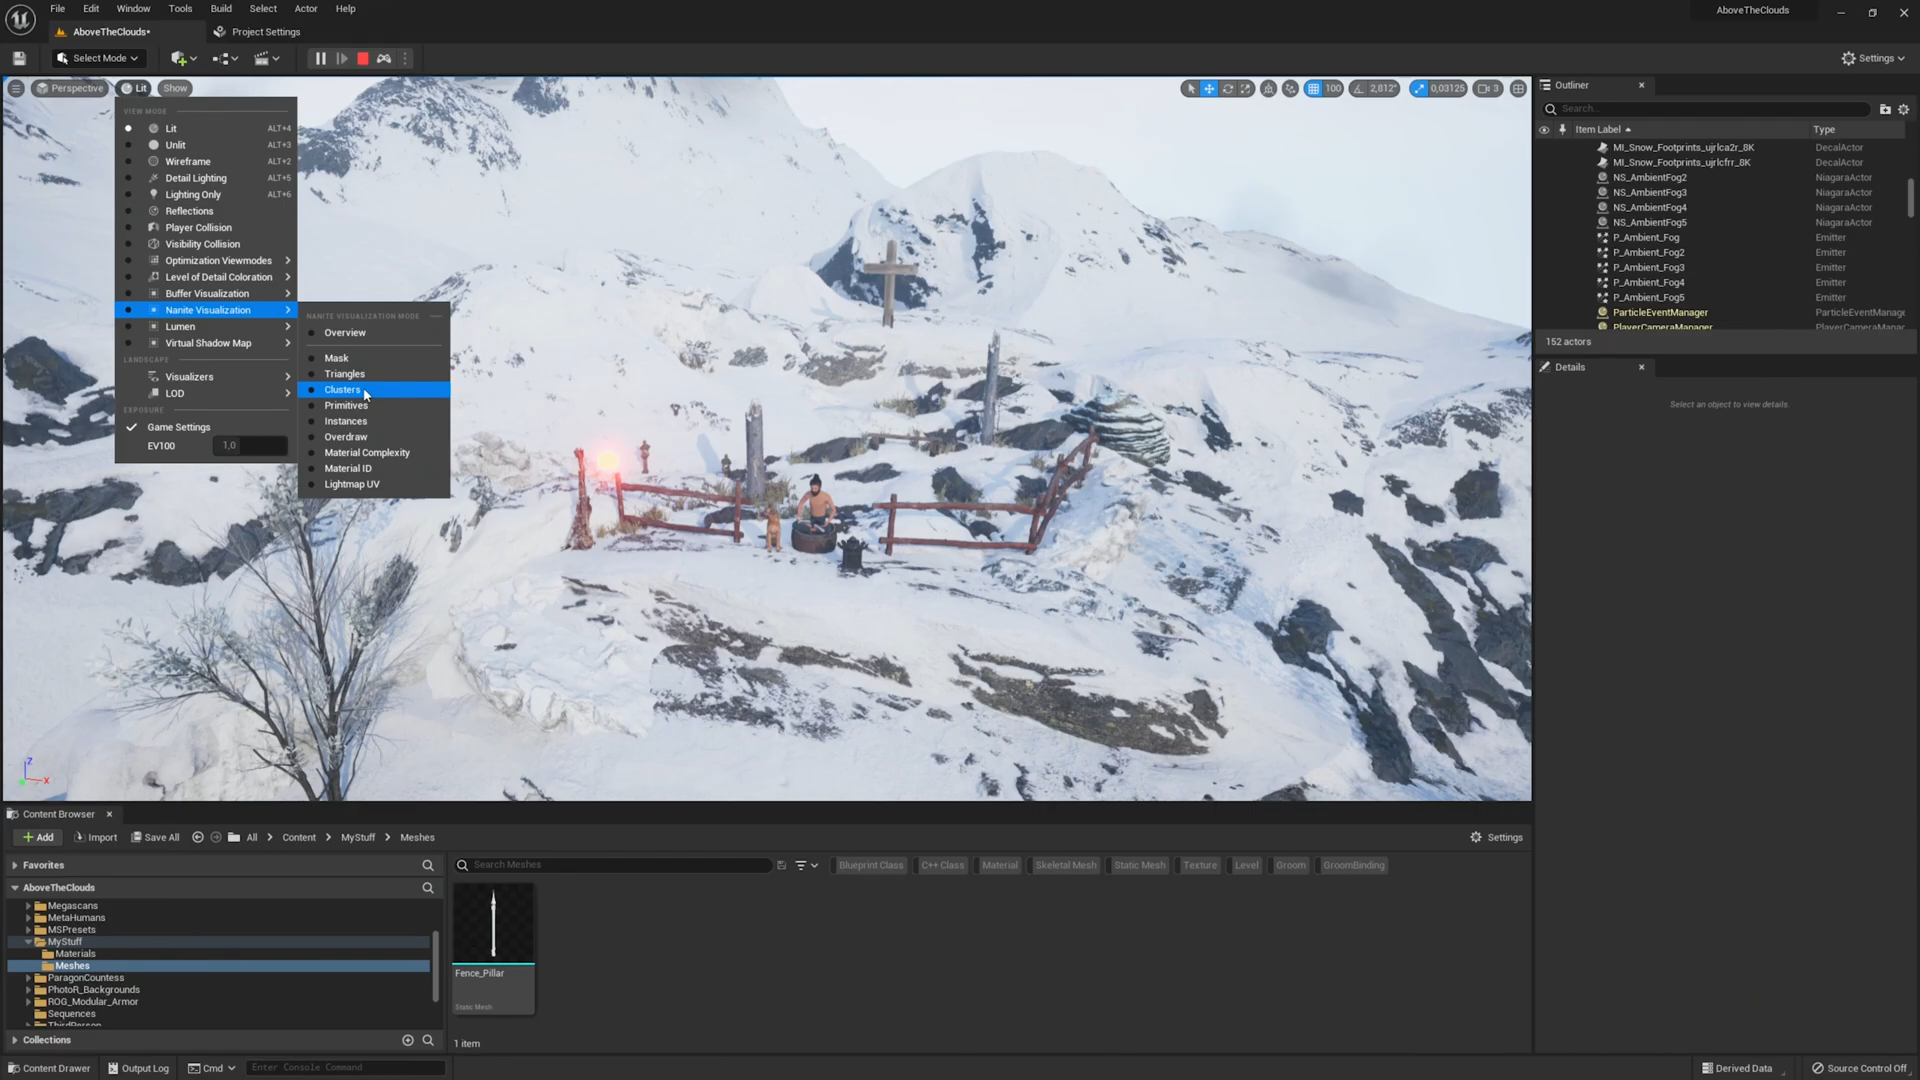 File Edit Window Tools Build Select Actor Help
AboveTheClouds
AboveTheClouds•
Project Settings
Select Mode
Settings
Perspective
Lit
Show
100
2,812°
0,03125
3
VIEW MODE
Lit ALT+4
Unlit ALT+3
Wireframe ALT+2
Detail Lighting ALT+5
Lighting Only ALT+6
Reflections
Player Collision
Visibility Collision
Optimization Viewmodes
Level of Detail Coloration
Buffer Visualization
Nanite Visualization
Lumen
Virtual Shadow Map
LANDSCAPE
Visualizers
LOD
EXPOSURE
Game Settings
EV100 1,0
NANITE VISUALIZATION MODE
Overview
Mask
Triangles
Clusters
Primitives
Instances
Overdraw
Material Complexity
Material ID
Lightmap UV
Z
X
Outliner
Search...
Item Label Type
MI_Snow_Footprints_ujrlca2r_8K DecalActor
MI_Snow_Footprints_ujrlcfrr_8K DecalActor
NS_AmbientFog2 NiagaraActor
NS_AmbientFog3 NiagaraActor
NS_AmbientFog4 NiagaraActor
NS_AmbientFog5 NiagaraActor
P_Ambient_Fog Emitter
P_Ambient_Fog2 Emitter
P_Ambient_Fog3 Emitter
P_Ambient_Fog4 Emitter
P_Ambient_Fog5 Emitter
ParticleEventManager ParticleEventManage
PlayerCameraManager PlayerCameraManar
152 actors
Details
Select an object to view details.
Content Browser
Add
Import
Save All
All
Content
MyStuff
Meshes
Settings
Favorites
AboveTheClouds
Megascans
MetaHumans
MSPresets
MyStuff
Materials
Meshes
ParagonCountess
PhotoR_Backgrounds
ROG_Modular_Armor
Sequences
ThirdPerson
Collections
Search Meshes
Blueprint Class
C++ Class
Material
Skeletal Mesh
Static Mesh
Texture
Level
Groom
GroomBinding
Fence_Pillar
Static Mesh
1 item
Content Drawer
Output Log
Cmd
Enter Console Command
Derived Data
Source Control Off